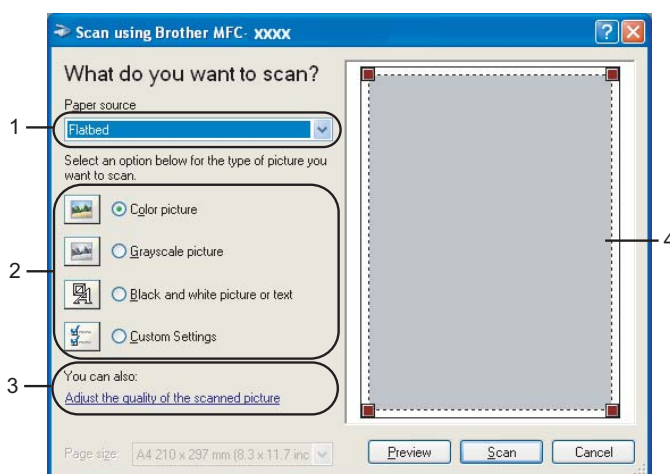 Scan using Brother MFC- XXXX
What do you want to scan?
Paper source
1
Flatbed
Select an option below for the type of picture you
want to scan.
Color picture
Grayscale picture
2
Black and white picture or text
Custom Settings
You can also:
3
Adjust the quality of the scanned picture
Page size: A4 210 x 297 mm (8.3 x 11.7 inc
Preview
Scan
Cancel
4